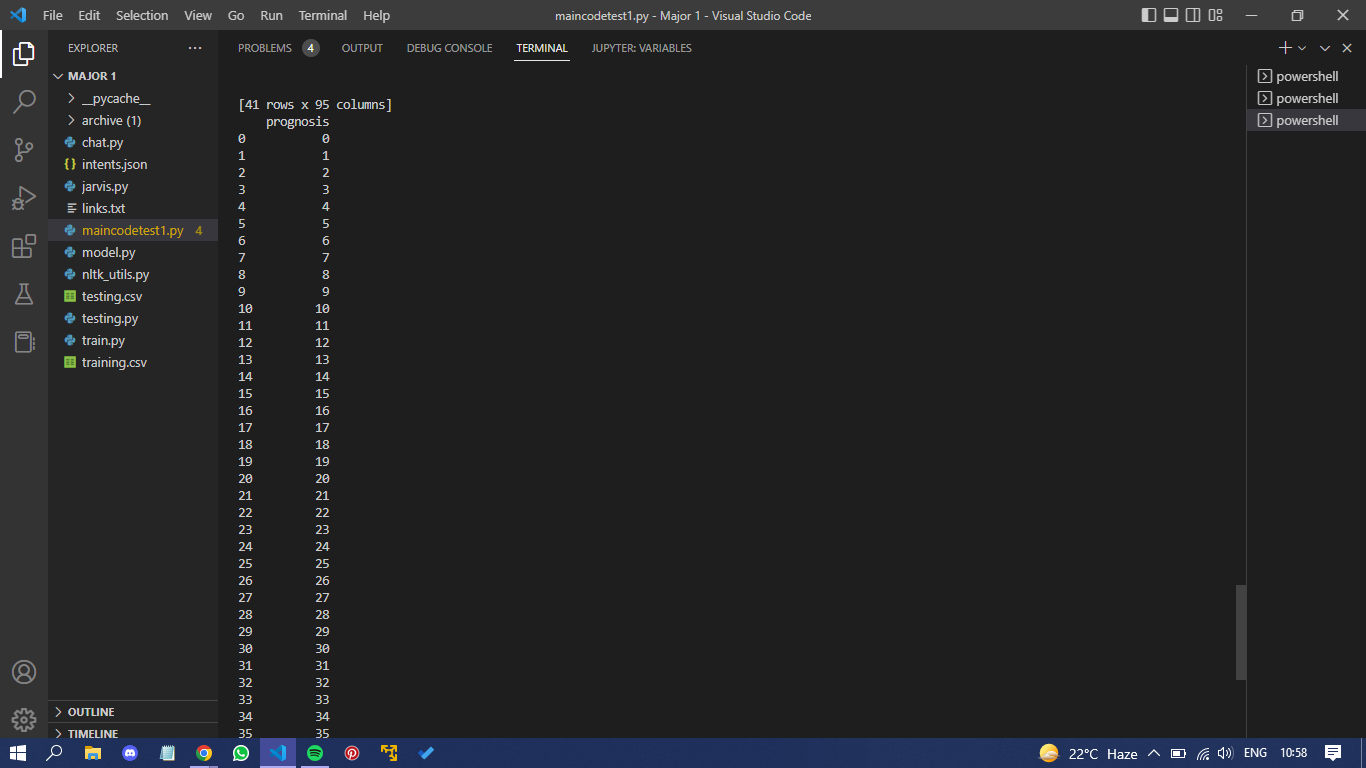 File Edit Selection View Go Run Terminal Help
maincodetest1.py - Major 1 - Visual Studio Code
EXPLORER
MAJOR 1
__pycache__
archive (1)
chat.py
intents.json
jarvis.py
links.txt
maincodetest1.py 4
model.py
nltk_utils.py
testing.csv
testing.py
train.py
training.csv
OUTLINE
TIMELINE
PROBLEMS 4 OUTPUT DEBUG CONSOLE TERMINAL JUPYTER: VARIABLES
[41 rows x 95 columns]
prognosis
0 0
1 1
2 2
3 3
4 4
5 5
6 6
7 7
8 8
9 9
10 10
11 11
12 12
13 13
14 14
15 15
16 16
17 17
18 18
19 19
20 20
21 21
22 22
23 23
24 24
25 25
26 26
27 27
28 28
29 29
30 30
31 31
32 32
33 33
34 34
35 35
powershell
powershell
powershell
22°C Haze ENG 10:58